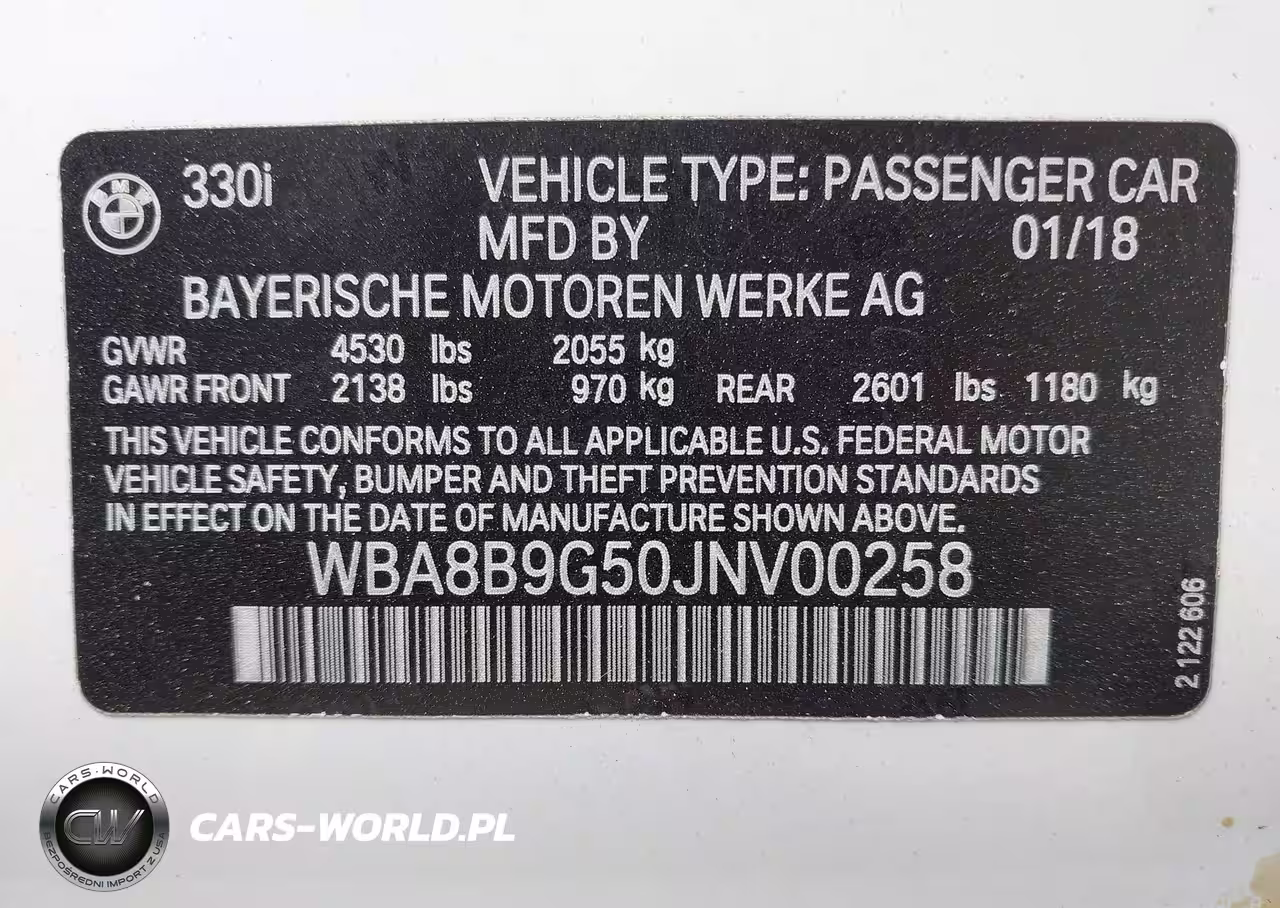 BMW
330i VEHICLE TYPE: PASSENGER CAR
MFD BY 01/18
BAYERISCHE MOTOREN WERKE AG
GVWR 4530 lbs 2055 kg
GAWR FRONT 2138 lbs 970 kg REAR 2601 lbs 1180 kg
THIS VEHICLE CONFORMS TO ALL APPLICABLE U.S. FEDERAL MOTOR
VEHICLE SAFETY, BUMPER AND THEFT PREVENTION STANDARDS
IN EFFECT ON THE DATE OF MANUFACTURE SHOWN ABOVE.
WBA8B9G50JNV00258
2 122 606
CARS-WORLD
CW
BEZPOŚREDNI IMPORT Z USA
CARS-WORLD.PL